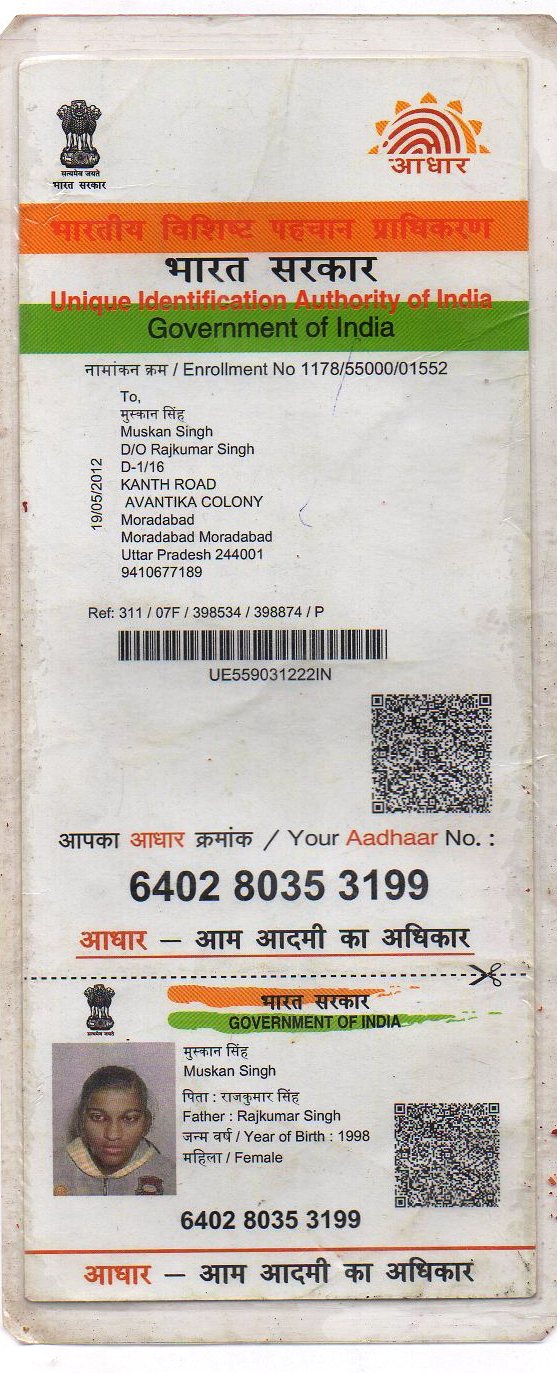 सत्यमेव जयते
भारत सरकार
आधार
भारतीय विशिष्ट पहचान प्राधिकरण
भारत सरकार
Unique Identification Authority of India
Government of India
नामांकन क्रम / Enrollment No 1178/55000/01552
To,
मुस्कान सिंह
Muskan Singh
D/O Rajkumar Singh
D-1/16
KANTH ROAD
AVANTIKA COLONY
Moradabad
Moradabad Moradabad
Uttar Pradesh 244001
9410677189
19/05/2012
Ref: 311 / 07F / 398534 / 398874 / P
UE559031222IN
आपका आधार क्रमांक / Your Aadhaar No. :
6402 8035 3199
आधार — आम आदमी का अधिकार
सत्यमेव जयते
भारत सरकार
GOVERNMENT OF INDIA
मुस्कान सिंह
Muskan Singh
पिता : राजकुमार सिंह
Father : Rajkumar Singh
जन्म वर्ष / Year of Birth : 1998
महिला / Female
6402 8035 3199
आधार — आम आदमी का अधिकार